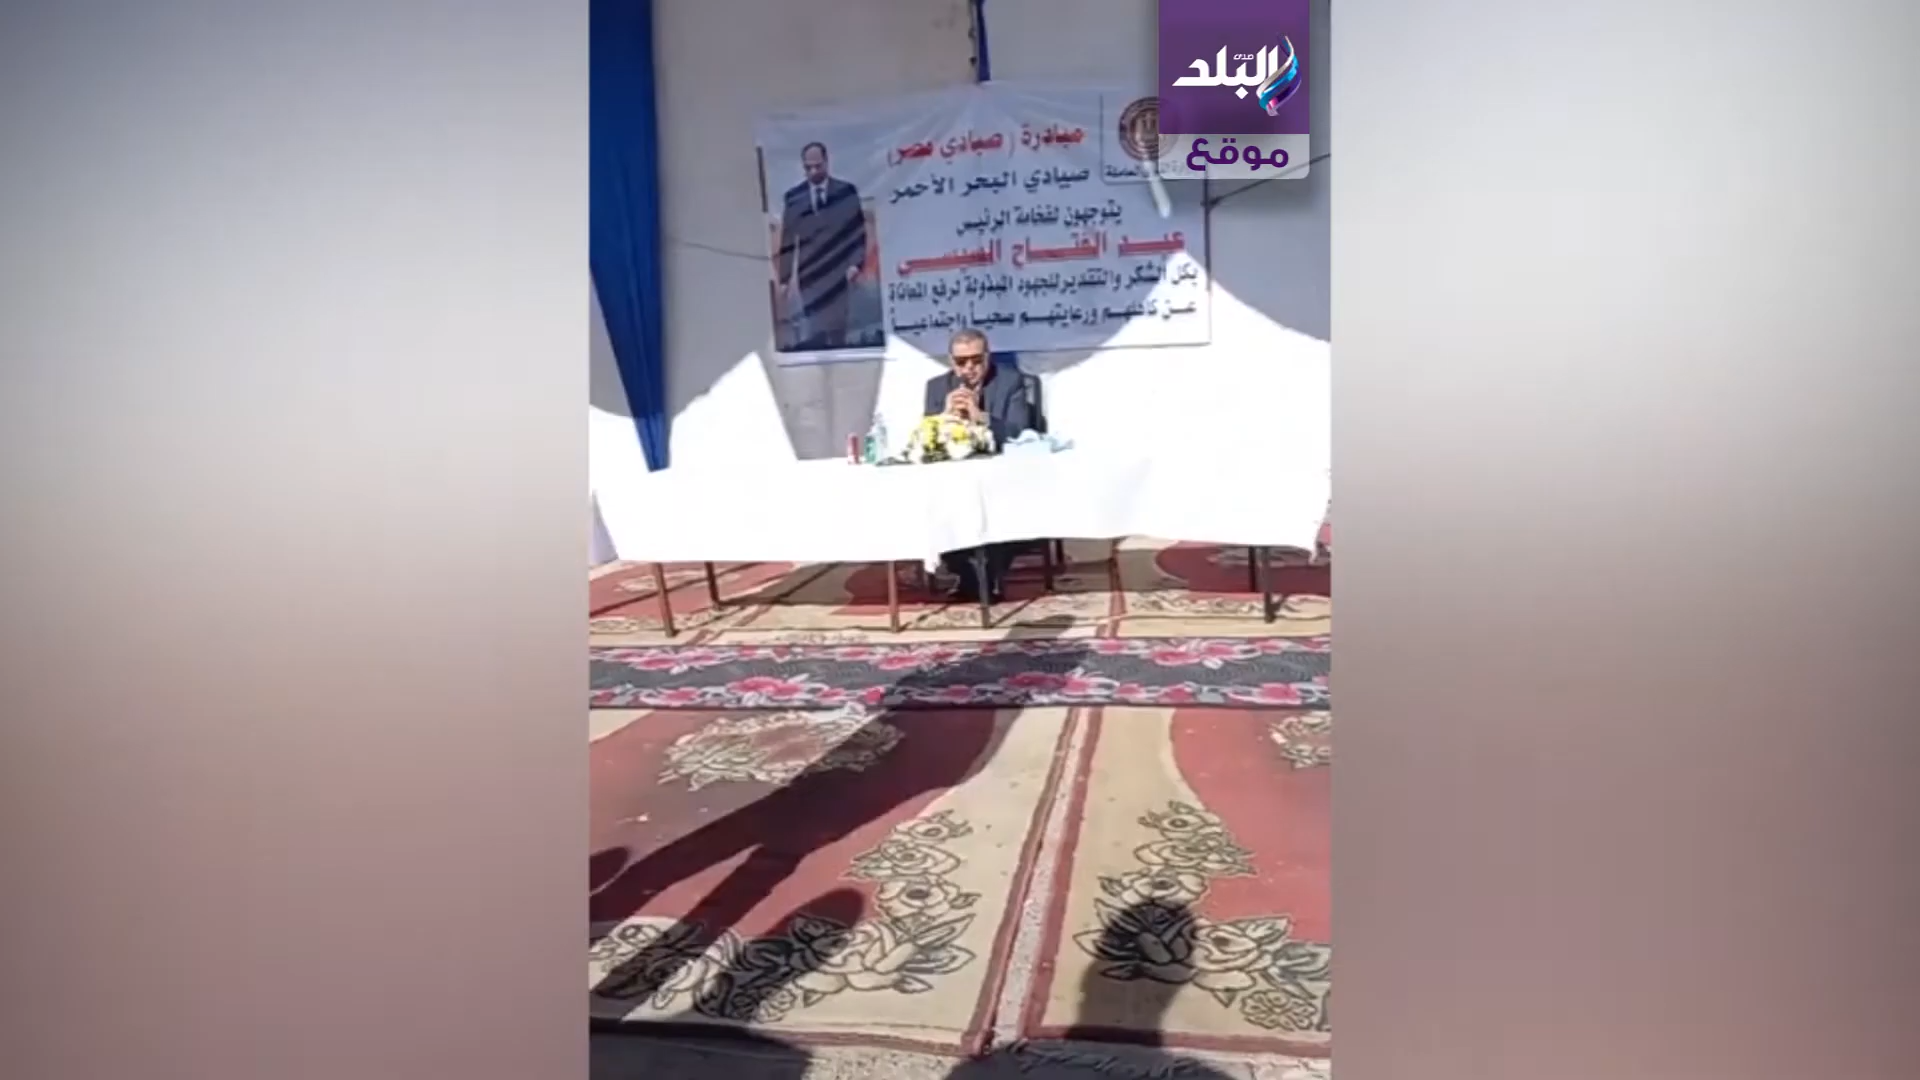 صدى
البلد
موقع
مبادرة (صيادي مصر)
صيادي البحر الأحمر
يتوجهون لفخامة الرئيس
عبد الفتاح السيسى
بكل الشكر والتقدير للجهود المبذولة لرفع المعاناة
عن كاهلهم ورعايتهم صحياً واجتماعياً